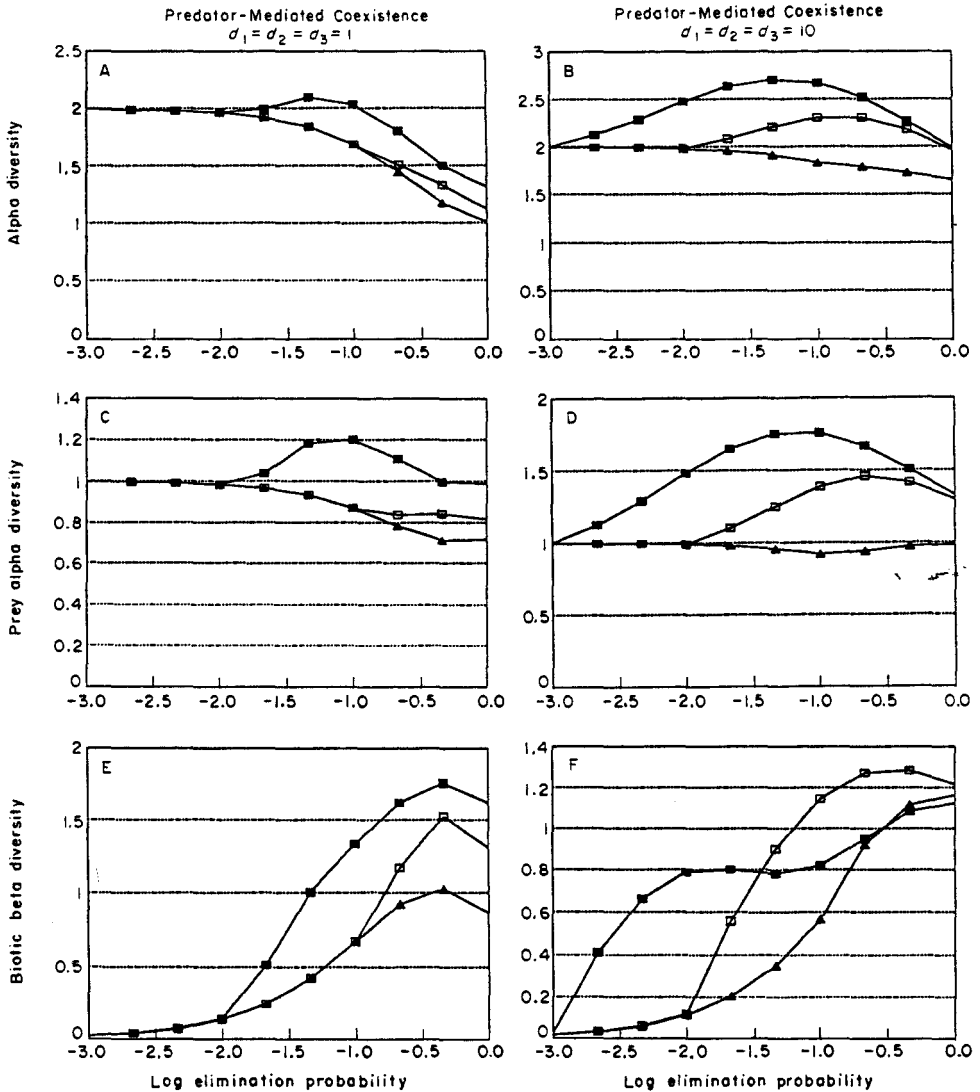 Predator-Mediated Coexistence
d1 = d2 = d3 = 1
Predator-Mediated Coexistence
d1 = d2 = d3 = 10
A
2.5
2
1.5
1
0.5
0
-3.0 -2.5 -2.0 -1.5 -1.0 -0.5 0.0
Alpha diversity
B
3
2.5
2
1.5
1
0.5
0
-3.0 -2.5 -2.0 -1.5 -1.0 -0.5 0.0
C
1.4
1.2
1
0.8
0.6
0.4
0.2
0
-3.0 -2.5 -2.0 -1.5 -1.0 -0.5 0.0
Prey alpha diversity
D
2
1.5
1
0.5
0
-3.0 -2.5 -2.0 -1.5 -1.0 -0.5 0.0
E
2
1.5
1
0.5
0
-3.0 -2.5 -2.0 -1.5 -1.0 -0.5 0.0
Biotic beta diversity
Log elimination probability
F
1.4
1.2
1
0.8
0.6
0.4
0.2
0
-3.0 -2.5 -2.0 -1.5 -1.0 -0.5 0.0
Log elimination probability